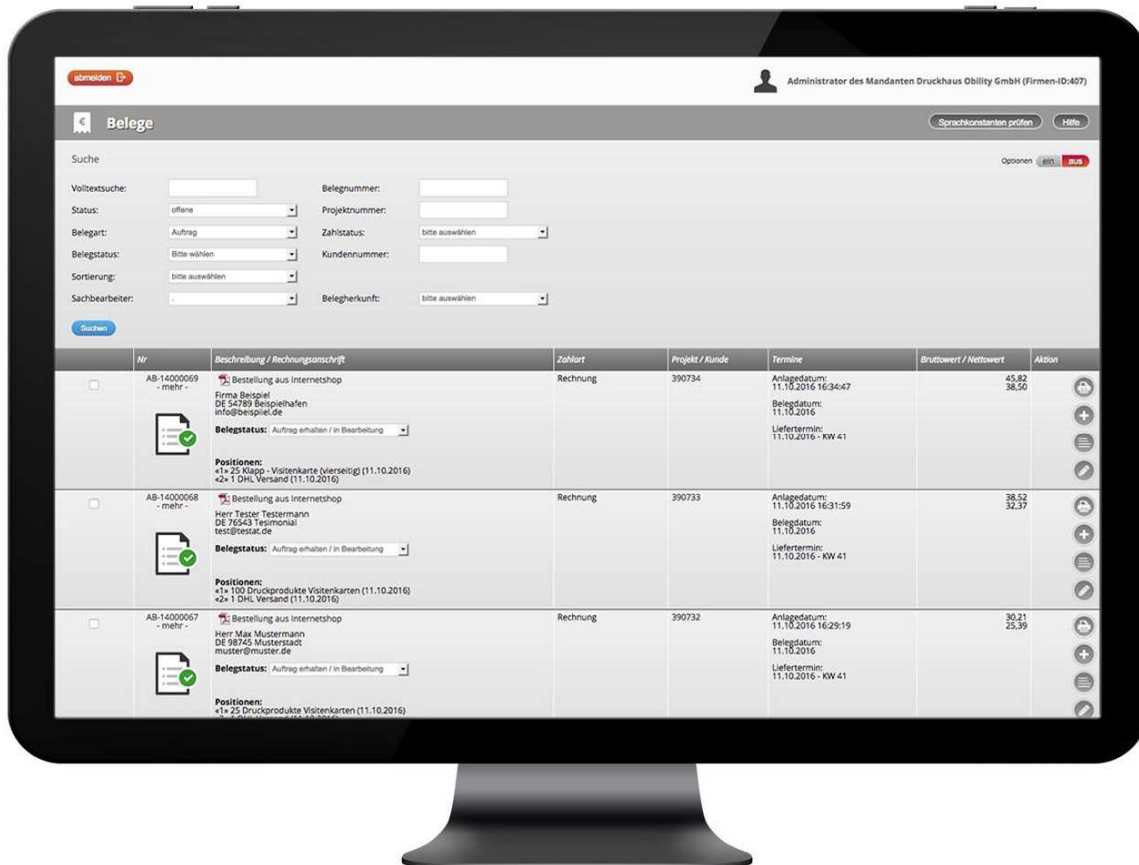 abmelden
Administrator des Mandanten Druckhaus Obility GmbH (Firmen-ID:407)
€ Belege
Sprachkonstanten prüfen
Hilfe
Suche
Optionen ein aus
Volltextsuche:
Belegnummer:
Status: offene
Projektnummer:
Belegart: Auftrag
Zahlstatus: bitte auswählen
Belegstatus: Bitte wählen
Kundennummer:
Sortierung: bitte auswählen
Sachbearbeiter: .
Belegherkunft: bitte auswählen
Suchen
Nr Beschreibung / Rechnungsanschrift Zahlart Projekt / Kunde Termine Bruttowert / Nettowert Aktion
AB-14000069
- mehr -
Bestellung aus Internetshop
Firma Beispiel
DE 54789 Beispielhafen
info@beispiiel.de
Belegstatus: Auftrag erhalten / in Bearbeitung
Positionen:
«1» 25 Klapp - Visitenkarte (vierseitig) (11.10.2016)
«2» 1 DHL Versand (11.10.2016)
Rechnung
390734
Anlagedatum:
11.10.2016 16:34:47
Belegdatum:
11.10.2016
Liefertermin:
11.10.2016 - KW 41
45,82
38,50
AB-14000068
- mehr -
Bestellung aus Internetshop
Herr Tester Testermann
DE 76543 Tesimonial
test@testat.de
Belegstatus: Auftrag erhalten / in Bearbeitung
Positionen:
«1» 100 Druckprodukte Visitenkarten (11.10.2016)
«2» 1 DHL Versand (11.10.2016)
Rechnung
390733
Anlagedatum:
11.10.2016 16:31:59
Belegdatum:
11.10.2016
Liefertermin:
11.10.2016 - KW 41
38,52
32,37
AB-14000067
- mehr -
Bestellung aus Internetshop
Herr Max Mustermann
DE 98745 Musterstadt
muster@muster.de
Belegstatus: Auftrag erhalten / in Bearbeitung
Positionen:
«1» 25 Druckprodukte Visitenkarten (11.10.2016)
«2» 1 DHL Versand (11.10.2016)
Rechnung
390732
Anlagedatum:
11.10.2016 16:29:19
Belegdatum:
11.10.2016
Liefertermin:
11.10.2016 - KW 41
30,21
25,39